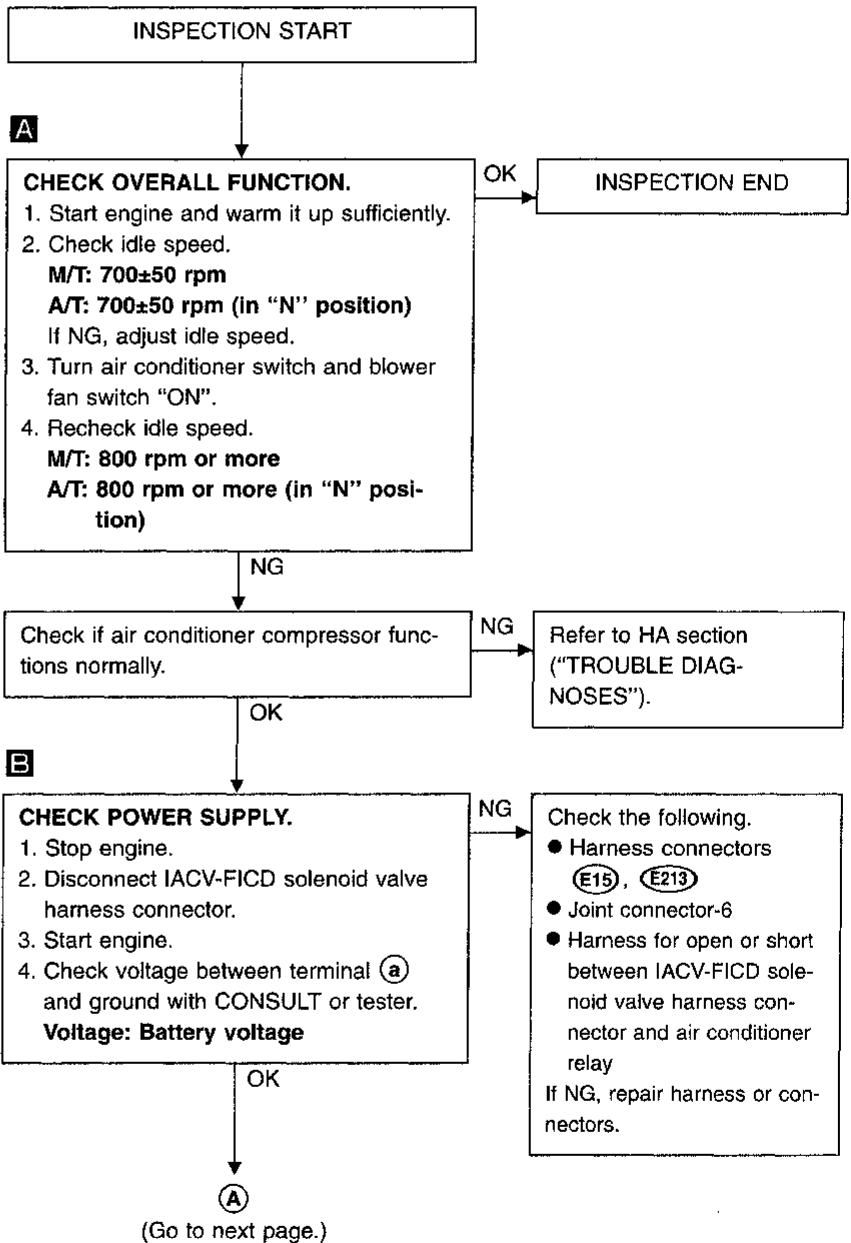 INSPECTION START
A
CHECK OVERALL FUNCTION.
1. Start engine and warm it up sufficiently.
2. Check idle speed.
M/T: 700±50 rpm
A/T: 700±50 rpm (in “N” position)
If NG, adjust idle speed.
3. Turn air conditioner switch and blower
fan switch “ON”.
4. Recheck idle speed.
M/T: 800 rpm or more
A/T: 800 rpm or more (in “N” posi-
tion)
OK
INSPECTION END
NG
Check if air conditioner compressor func-
tions normally.
NG
Refer to HA section
(“TROUBLE DIAG-
NOSES”).
OK
B
CHECK POWER SUPPLY.
1. Stop engine.
2. Disconnect IACV-FICD solenoid valve
harness connector.
3. Start engine.
4. Check voltage between terminal ⓐ
and ground with CONSULT or tester.
Voltage: Battery voltage
NG
Check the following.
● Harness connectors
E15, E213
● Joint connector-6
● Harness for open or short
between IACV-FICD sole-
noid valve harness con-
nector and air conditioner
relay
If NG, repair harness or con-
nectors.
OK
Ⓐ
(Go to next page.)